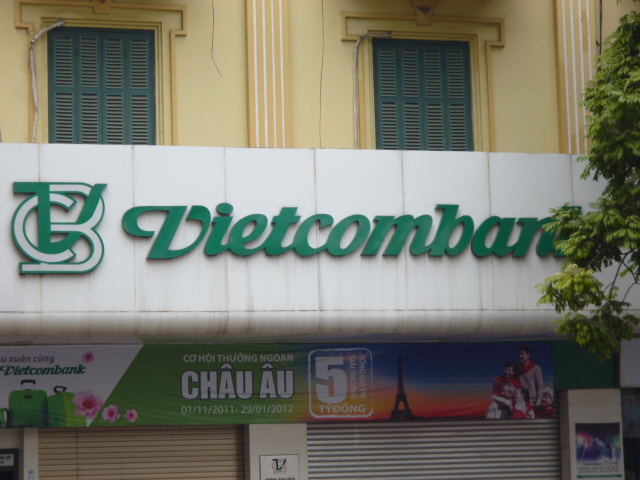 Vietcombank
u xuân cùng
Vietcombank
CƠ HỘI THƯỞNG NGOẠN
CHÂU ÂU
01/11/2011- 29/01/2012
5
TỶ ĐỒNG